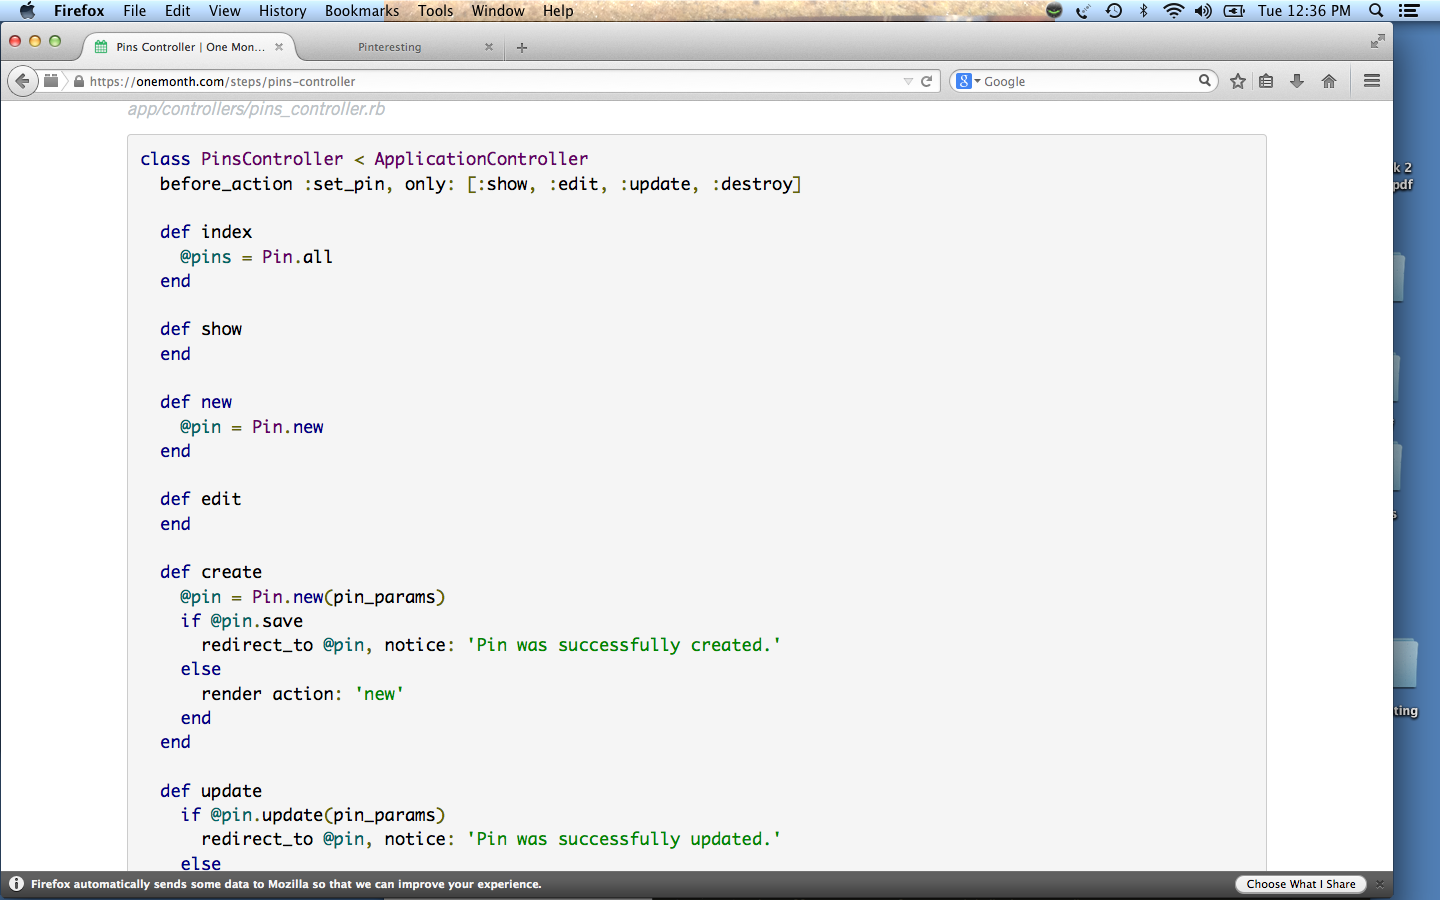 Firefox File Edit View History Bookmarks Tools Window Help Tue 12:36 PM
Pins Controller | One Mon... Pinteresting
https://onemonth.com/steps/pins-controller Google
app/controllers/pins_controller.rb
class PinsController < ApplicationController
before_action :set_pin, only: [:show, :edit, :update, :destroy]
def index
@pins = Pin.all
end
def show
end
def new
@pin = Pin.new
end
def edit
end
def create
@pin = Pin.new(pin_params)
if @pin.save
redirect_to @pin, notice: 'Pin was successfully created.'
else
render action: 'new'
end
end
def update
if @pin.update(pin_params)
redirect_to @pin, notice: 'Pin was successfully updated.'
else
Firefox automatically sends some data to Mozilla so that we can improve your experience. Choose What I Share
k 2
pdf
s
ting